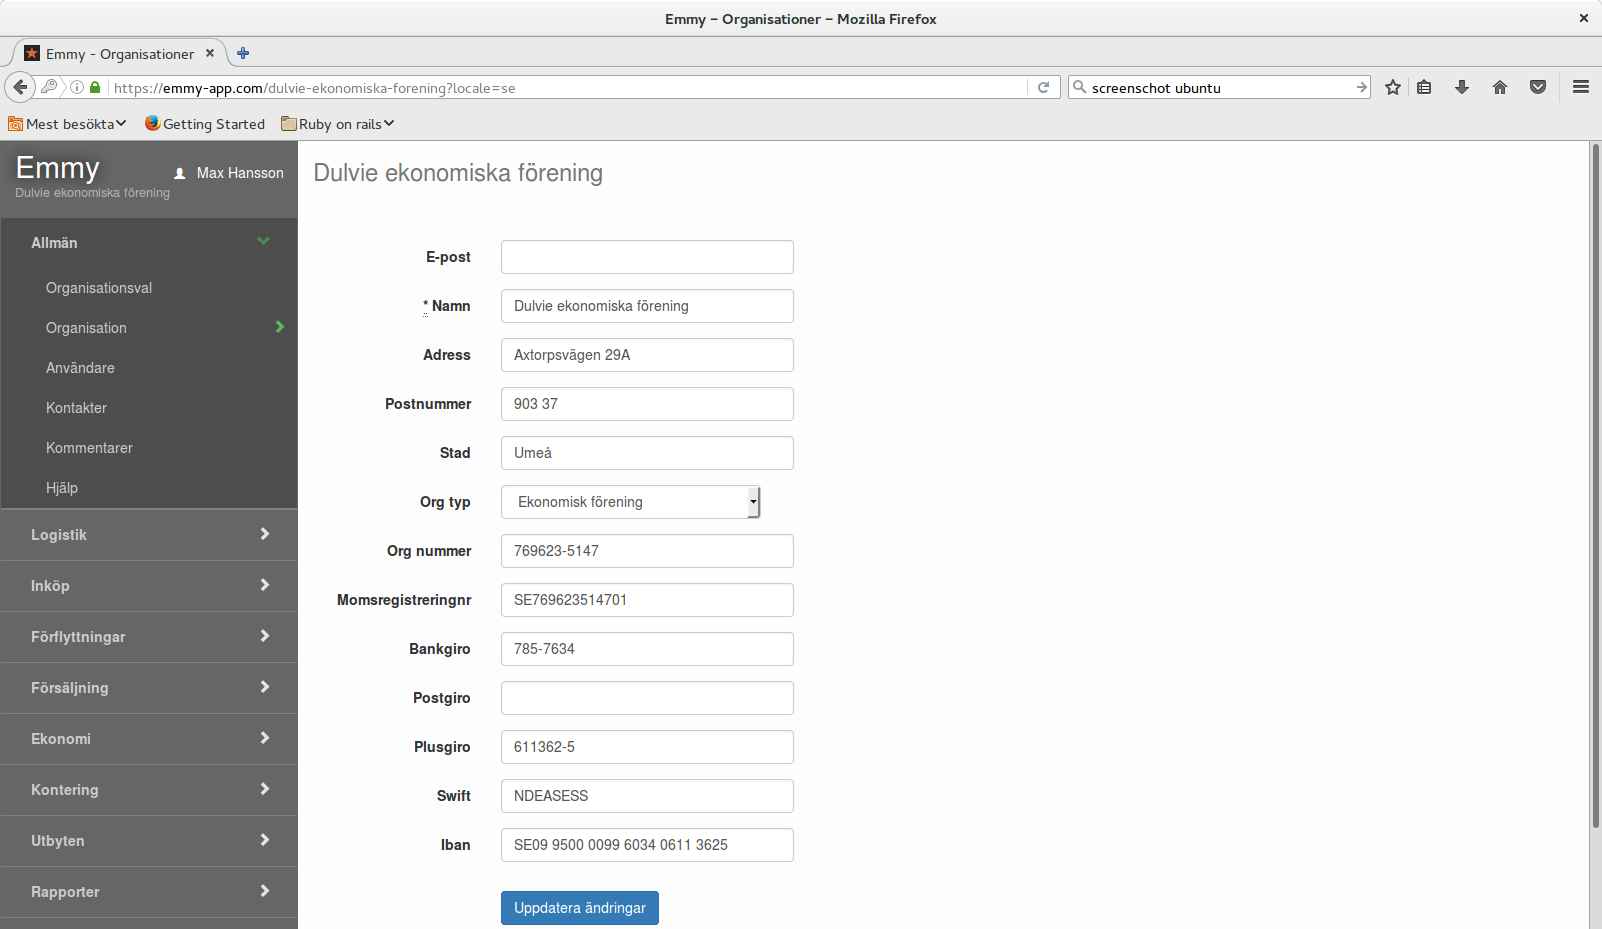 Emmy – Organisationer – Mozilla Firefox
Emmy - Organisationer
https://emmy-app.com/dulvie-ekonomiska-forening?locale=se
screenschot ubuntu
Mest besökta
Getting Started
Ruby on rails
Emmy
Max Hansson
Dulvie ekonomiska förening
Allmän
Organisationsval
Organisation
Användare
Kontakter
Kommentarer
Hjälp
Logistik
Inköp
Förflyttningar
Försäljning
Ekonomi
Kontering
Utbyten
Rapporter
Dulvie ekonomiska förening
E-post
* Namn Dulvie ekonomiska förening
Adress Axtorpsvägen 29A
Postnummer 903 37
Stad Umeå
Org typ Ekonomisk förening
Org nummer 769623-5147
Momsregistreringnr SE769623514701
Bankgiro 785-7634
Postgiro
Plusgiro 611362-5
Swift NDEASESS
Iban SE09 9500 0099 6034 0611 3625
Uppdatera ändringar